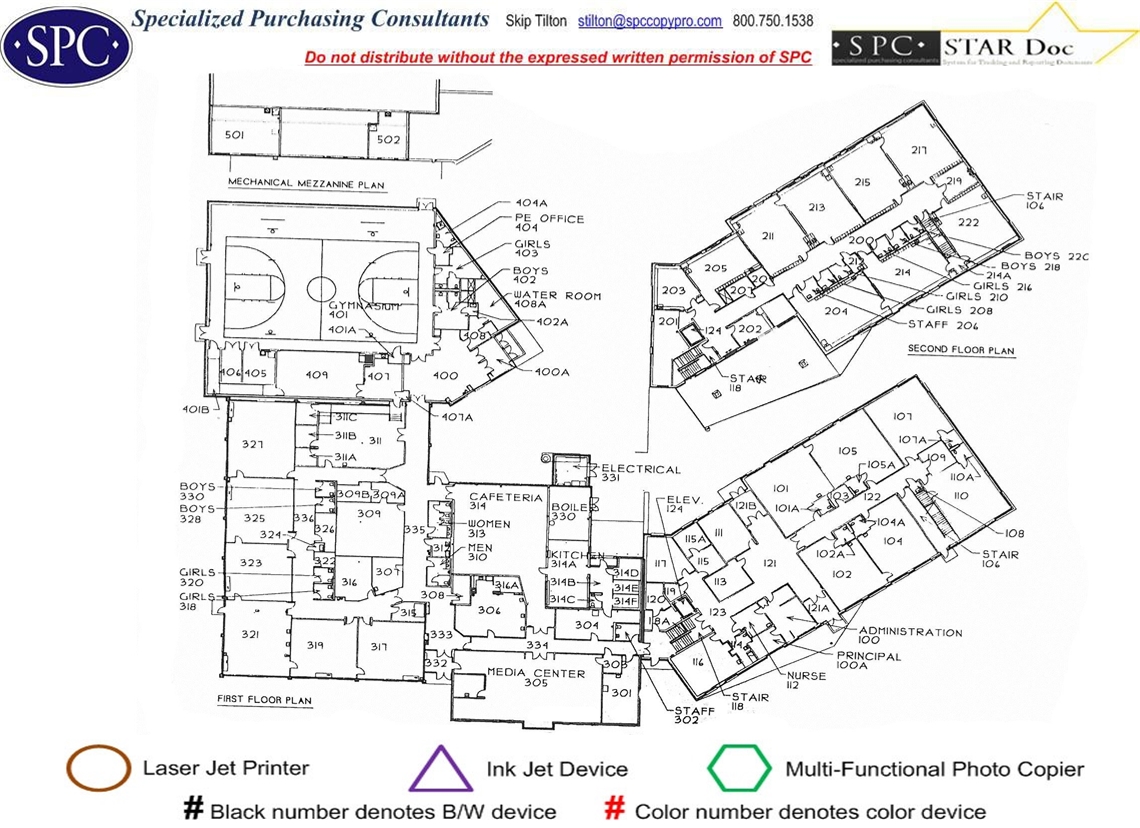 SPC
Specialized Purchasing Consultants Skip Tilton stilton@spccopypro.com 800.750.1538
Do not distribute without the expressed written permission of SPC
· S P C · STAR Doc
specialized purchasing consultants System for Tracking and Reporting Documents
501
502
MECHANICAL MEZZANINE PLAN
404A
PE OFFICE
404
GIRLS
403
BOYS
402
WATER ROOM
408A
402A
408
GYMNASIUM
401
401A
400A
406
405
409
407
400
401B
407A
217
219
215
213
222
211
205
203
201
202
124
200
204
214
STAIR
106
BOYS 22C
BOYS 218
214A
GIRLS 216
GIRLS 210
GIRLS 208
STAFF 206
STAIR
118
SECOND FLOOR PLAN
327
311C
311B
311A
311
BOYS
330
BOYS
328
325
336
326
324
309B
309A
309
335
323
322
GIRLS
320
GIRLS
318
316
307
308
315
321
319
317
333
332
334
CAFETERIA
314
WOMEN
313
MEN
310
316A
306
BOILE
330
ELECTRICAL
331
KITCHEN
314A
314B
314C
314D
314E
314F
304
303
301
MEDIA CENTER
305
STAFF
302
FIRST FLOOR PLAN
107
107A
109
110A
110
105
105A
101
101A
103
122
104A
104
102A
102
108
STAIR
106
ELEV.
124
121B
111
115A
115
113
117
121
119
120
118A
123
121A
114
116
ADMINISTRATION
100
PRINCIPAL
100A
NURSE
112
STAIR
118
Laser Jet Printer
Ink Jet Device
Multi-Functional Photo Copier
# Black number denotes B/W device
# Color number denotes color device